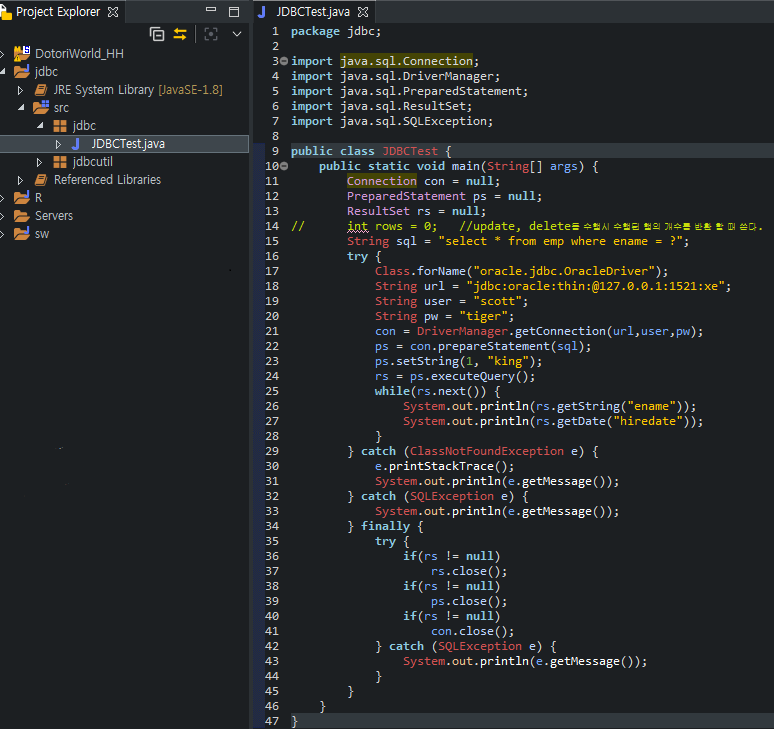 Project Explorer
DotoriWorld_HH
jdbc
JRE System Library [JavaSE-1.8]
src
jdbc
JDBCTest.java
jdbcutil
Referenced Libraries
R
Servers
sw
JDBCTest.java
1 package jdbc;
2
3 import java.sql.Connection;
4 import java.sql.DriverManager;
5 import java.sql.PreparedStatement;
6 import java.sql.ResultSet;
7 import java.sql.SQLException;
8
9 public class JDBCTest {
10 public static void main(String[] args) {
11 Connection con = null;
12 PreparedStatement ps = null;
13 ResultSet rs = null;
14 // int rows = 0; //update, delete를 수행시 수행된 행의 개수를 반환 할 때 쓴다.
15 String sql = "select * from emp where ename = ?";
16 try {
17 Class.forName("oracle.jdbc.OracleDriver");
18 String url = "jdbc:oracle:thin:@127.0.0.1:1521:xe";
19 String user = "scott";
20 String pw = "tiger";
21 con = DriverManager.getConnection(url,user,pw);
22 ps = con.prepareStatement(sql);
23 ps.setString(1, "king");
24 rs = ps.executeQuery();
25 while(rs.next()) {
26 System.out.println(rs.getString("ename"));
27 System.out.println(rs.getDate("hiredate"));
28 }
29 } catch (ClassNotFoundException e) {
30 e.printStackTrace();
31 System.out.println(e.getMessage());
32 } catch (SQLException e) {
33 System.out.println(e.getMessage());
34 } finally {
35 try {
36 if(rs != null)
37 rs.close();
38 if(rs != null)
39 ps.close();
40 if(rs != null)
41 con.close();
42 } catch (SQLException e) {
43 System.out.println(e.getMessage());
44 }
45 }
46 }
47 }